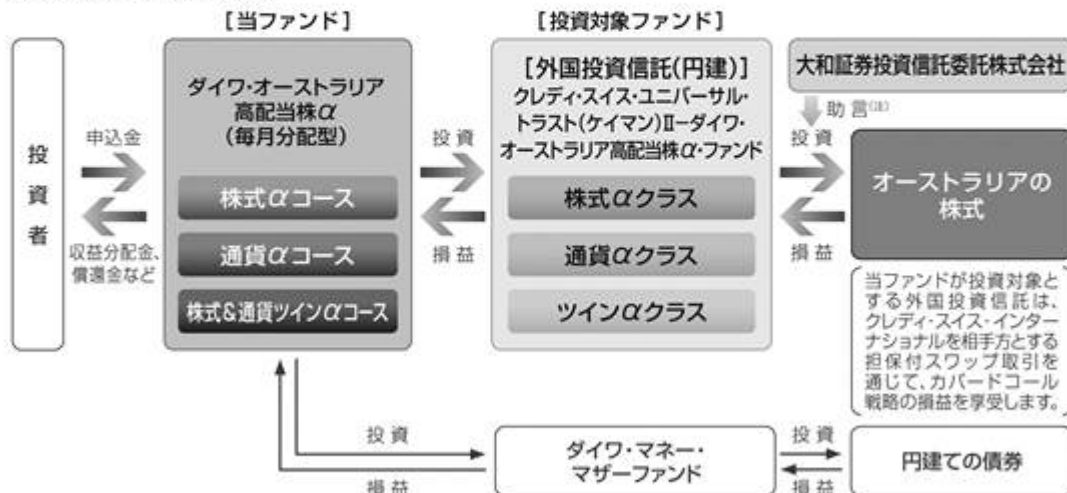 [当ファンド]
[投資対象ファンド]
投資者
申込金
収益分配金、
償還金など
ダイワ・オーストラリア
高配当株α
(毎月分配型)
株式αコース
通貨αコース
株式&通貨ツインαコース
投資
損益
[外国投資信託(円建)]
クレディ・スイス・ユニバーサル・
トラスト(ケイマン)Ⅱーダイワ・
オーストラリア高配当株α・ファンド
株式αクラス
通貨αクラス
ツインαクラス
大和証券投資信託委託株式会社
助言(注)
投資
損益
オーストラリアの
株式
当ファンドが投資対象と
する外国投資信託は、
クレディ・スイス・インター
ナショナルを相手方とする
担保付スワップ取引を
通じて、カバードコール
戦略の損益を享受します。
投資
損益
ダイワ・マネー・
マザーファンド
投資
損益
円建ての債券